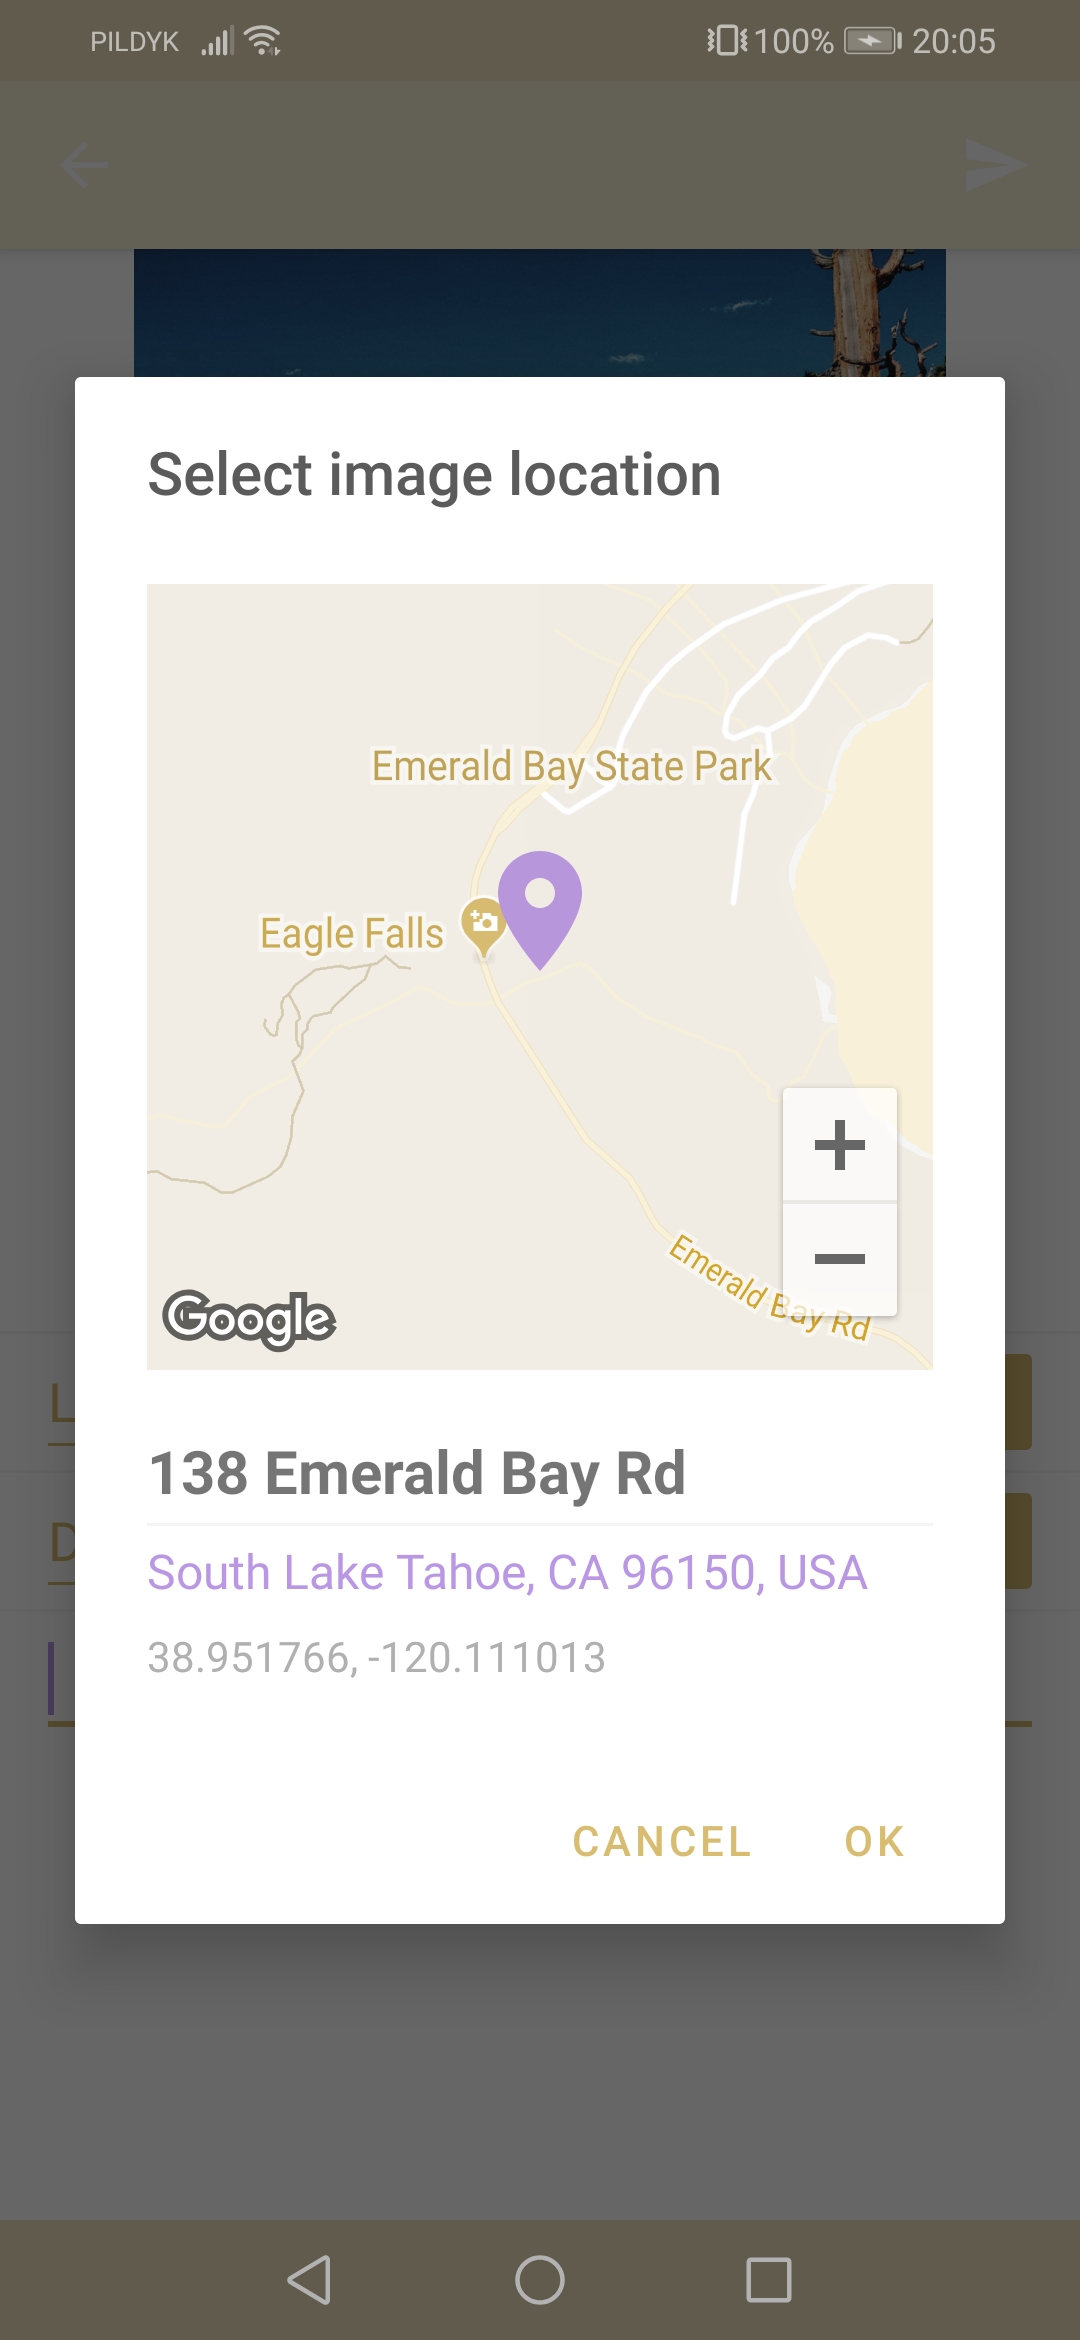 PILDYK 100% 20:05
Select image location
Emerald Bay State Park
Eagle Falls
Emerald Bay Rd
Google
138 Emerald Bay Rd
South Lake Tahoe, CA 96150, USA
38.951766, -120.111013
L
D
CANCEL OK